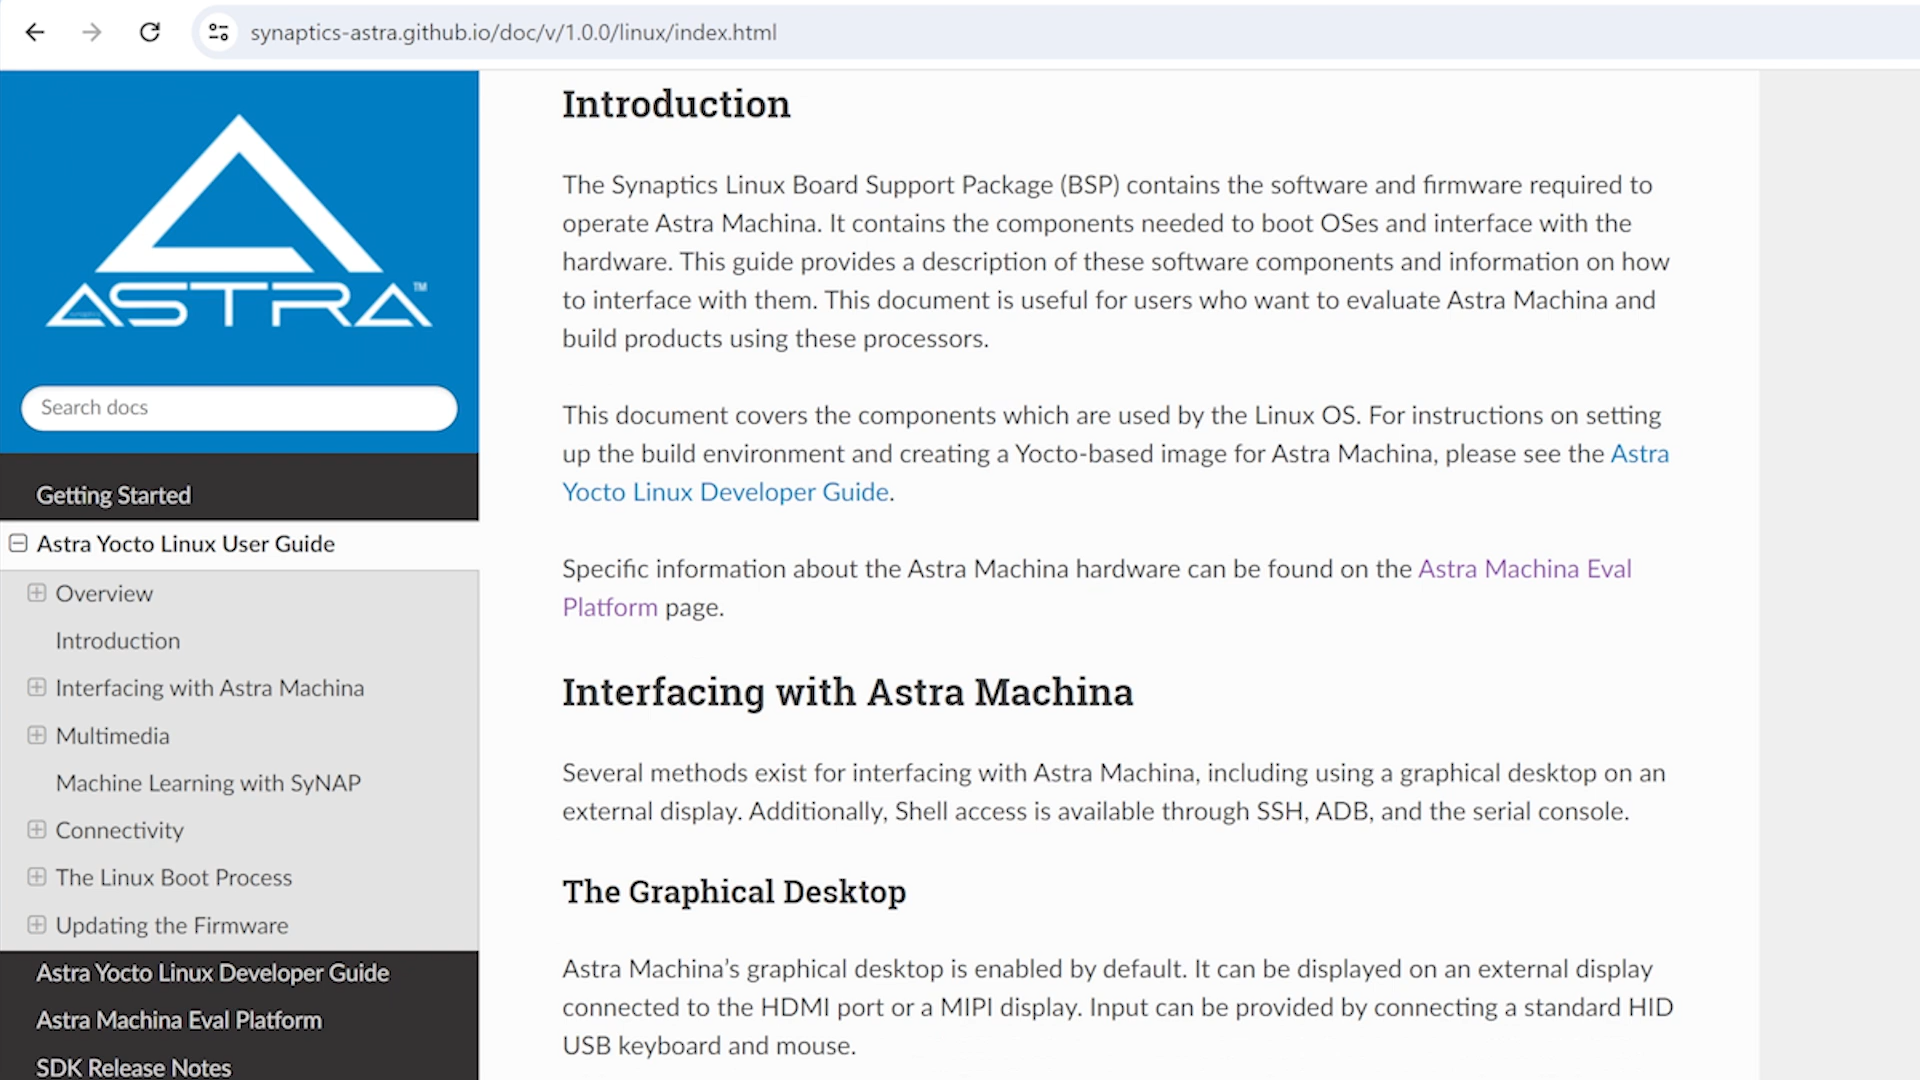 synaptics-astra.github.io/doc/v/1.0.0/linux/index.html
ASTRA™
Search docs
Getting Started
Astra Yocto Linux User Guide
Overview
Introduction
Interfacing with Astra Machina
Multimedia
Machine Learning with SyNAP
Connectivity
The Linux Boot Process
Updating the Firmware
Astra Yocto Linux Developer Guide
Astra Machina Eval Platform
SDK Release Notes
Introduction
The Synaptics Linux Board Support Package (BSP) contains the software and firmware required to
operate Astra Machina. It contains the components needed to boot OSes and interface with the
hardware. This guide provides a description of these software components and information on how
to interface with them. This document is useful for users who want to evaluate Astra Machina and
build products using these processors.
This document covers the components which are used by the Linux OS. For instructions on setting
up the build environment and creating a Yocto-based image for Astra Machina, please see the Astra
Yocto Linux Developer Guide.
Specific information about the Astra Machina hardware can be found on the Astra Machina Eval
Platform page.
Interfacing with Astra Machina
Several methods exist for interfacing with Astra Machina, including using a graphical desktop on an
external display. Additionally, Shell access is available through SSH, ADB, and the serial console.
The Graphical Desktop
Astra Machina's graphical desktop is enabled by default. It can be displayed on an external display
connected to the HDMI port or a MIPI display. Input can be provided by connecting a standard HID
USB keyboard and mouse.